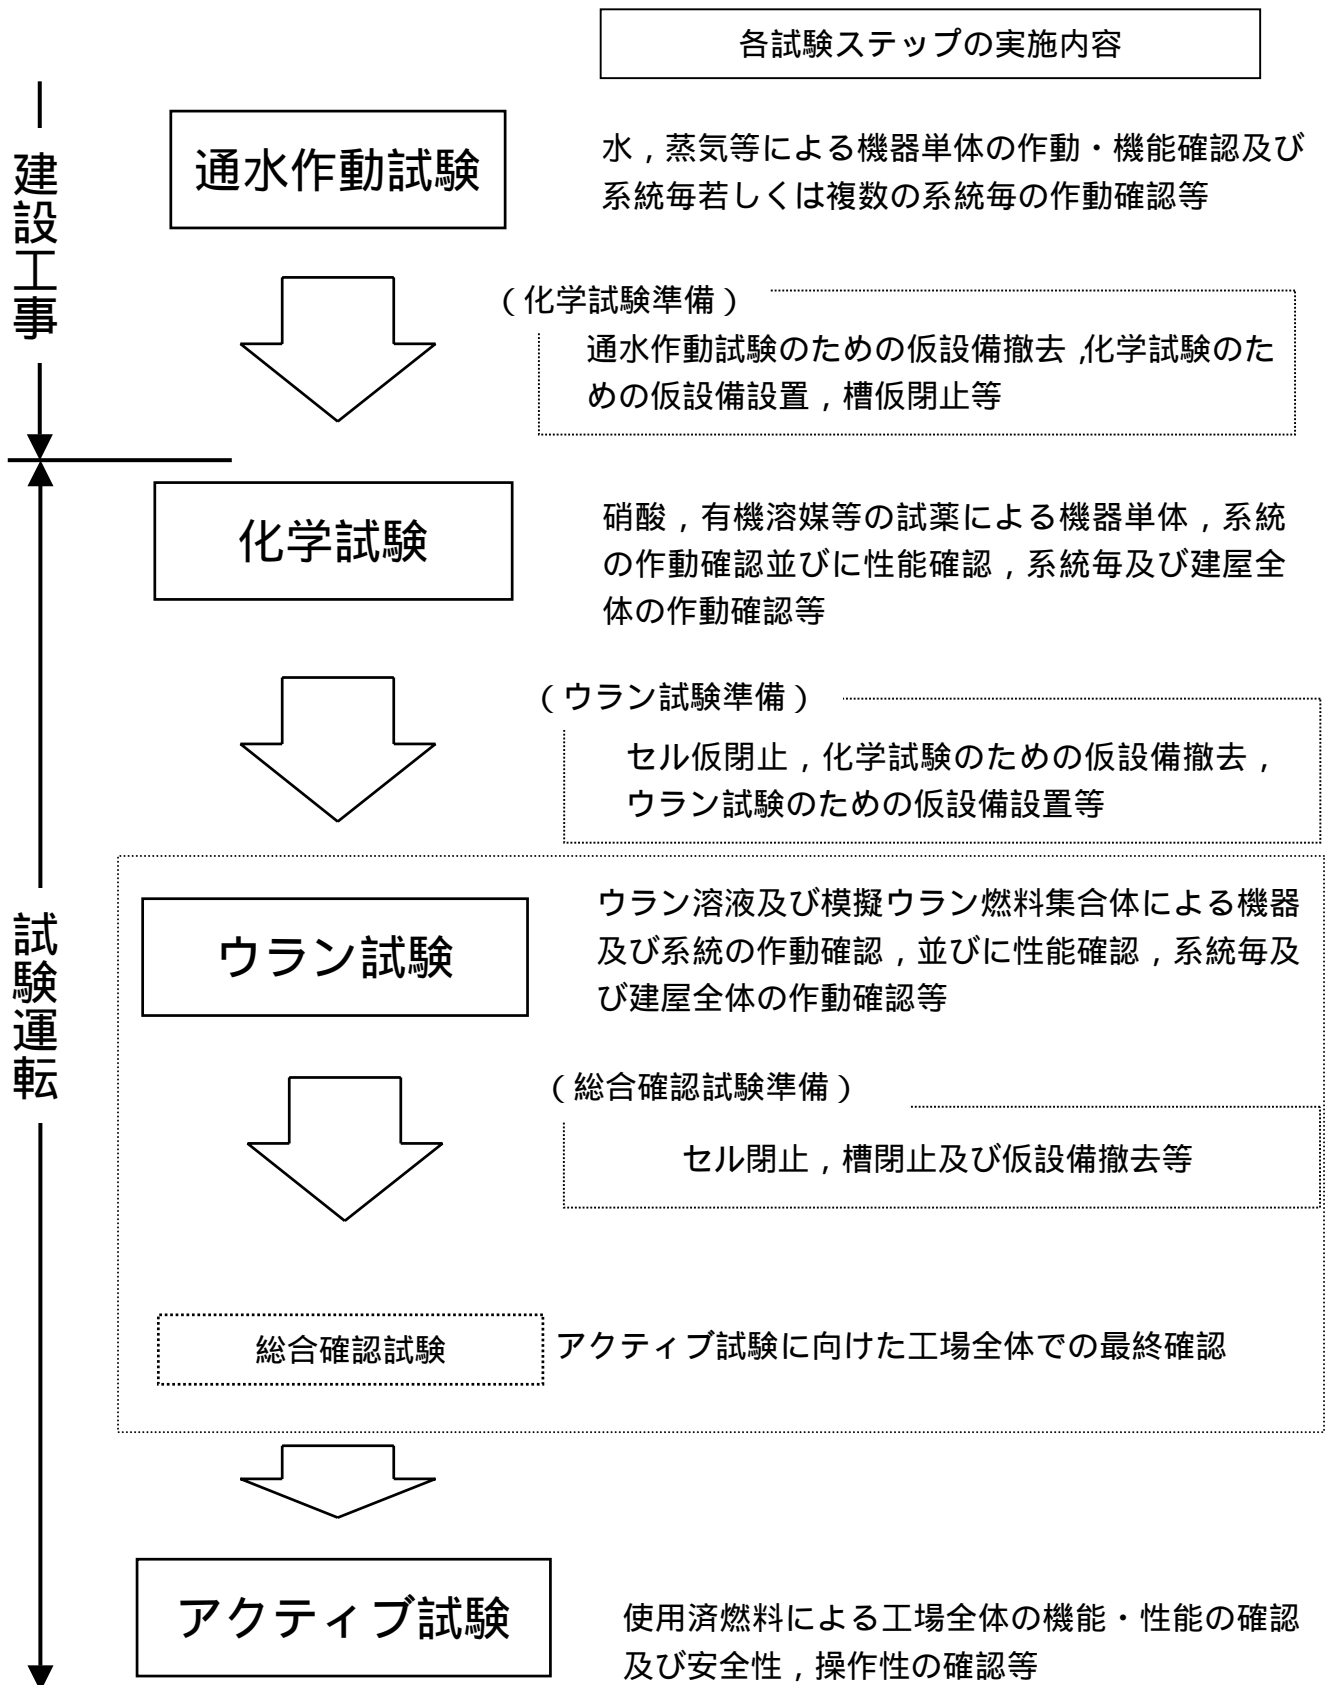 各試験ステップの実施内容
建設工事
通水作動試験
水，蒸気等による機器単体の作動・機能確認及び
系統毎若しくは複数の系統毎の作動確認等
（化学試験準備）
通水作動試験のための仮設備撤去，化学試験のた
めの仮設備設置，槽仮閉止等
試験運転
化学試験
硝酸，有機溶媒等の試薬による機器単体，系統
の作動確認並びに性能確認，系統毎及び建屋全
体の作動確認等
（ウラン試験準備）
セル仮閉止，化学試験のための仮設備撤去，
ウラン試験のための仮設備設置等
ウラン試験
ウラン溶液及び模擬ウラン燃料集合体による機器
及び系統の作動確認，並びに性能確認，系統毎及
び建屋全体の作動確認等
（総合確認試験準備）
セル閉止，槽閉止及び仮設備撤去等
総合確認試験
アクティブ試験に向けた工場全体での最終確認
アクティブ試験
使用済燃料による工場全体の機能・性能の確認
及び安全性，操作性の確認等